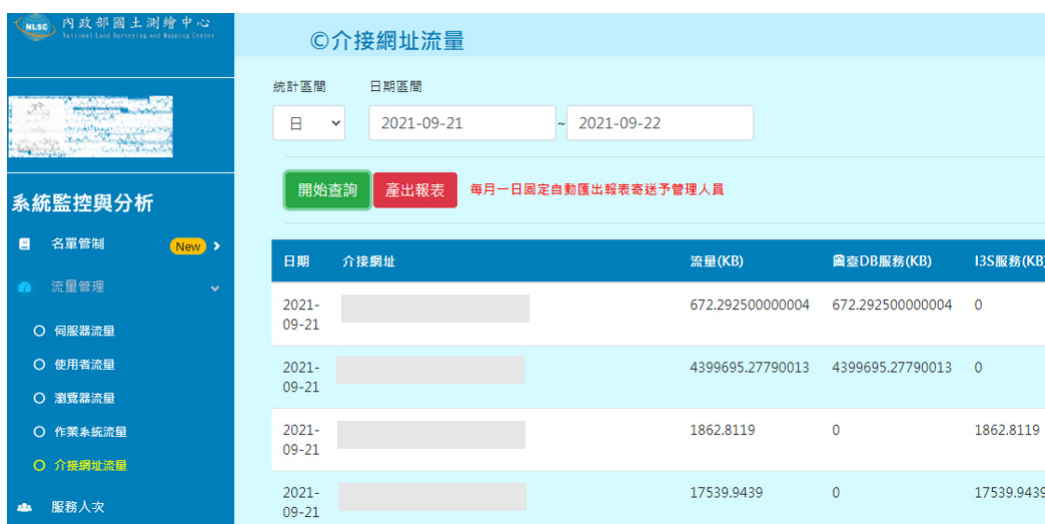 NLSC 內政部國土測繪中心
National Land Surveying and Mapping Center
©介接網址流量
統計區間 日期區間
日 2021-09-21 ~ 2021-09-22
開始查詢 產出報表 每月一日固定自動匯出報表寄送予管理人員
系統監控與分析
名單管制 New
流量管理
伺服器流量
使用者流量
瀏覽器流量
作業系統流量
介接網址流量
服務人次
日期 介接網址 流量(KB) 圖臺DB服務(KB) I3S服務(KB)
2021-09-21 672.292500000004 672.292500000004 0
2021-09-21 4399695.27790013 4399695.27790013 0
2021-09-21 1862.8119 0 1862.8119
2021-09-21 17539.9439 0 17539.9439